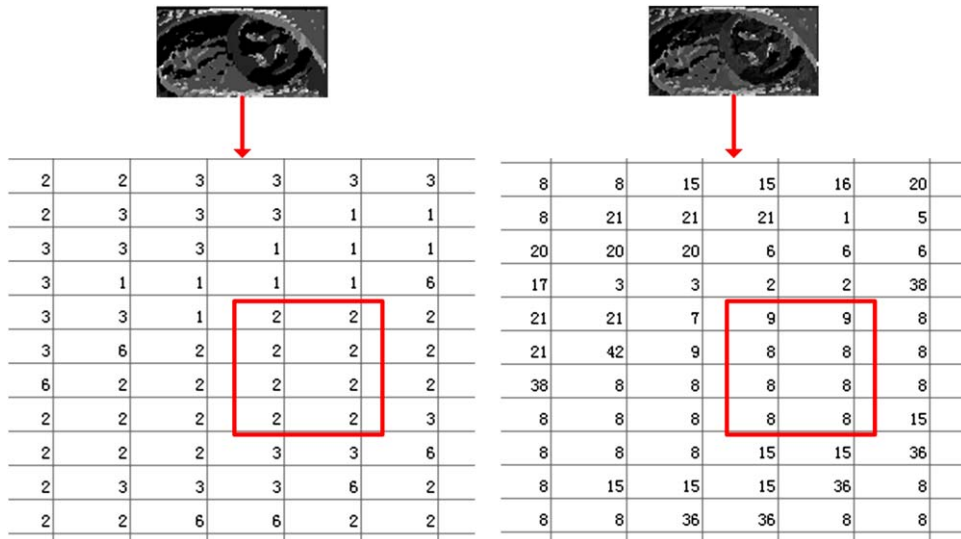 2 2 3 3 3 3
2 3 3 3 1 1
3 3 3 1 1 1
3 1 1 1 1 6
3 3 1 2 2 2
3 6 2 2 2 2
6 2 2 2 2 2
2 2 2 2 2 3
2 2 2 3 3 6
2 3 3 3 6 2
2 2 6 6 2 2
8 8 15 15 16 20
8 21 21 21 1 5
20 20 20 6 6 6
17 3 3 2 2 38
21 21 7 9 9 8
21 42 9 8 8 8
38 8 8 8 8 8
8 8 8 8 8 15
8 8 8 15 15 36
8 15 15 15 36 8
8 8 36 36 8 8